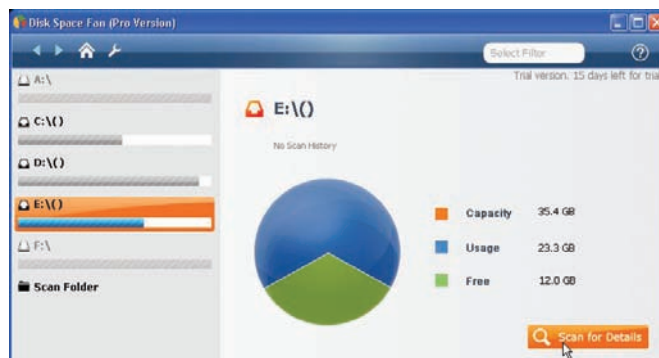 Disk Space Fan (Pro Version)
Select Filter
Trial version. 15 days left for trial
A:\
C:\()
D:\()
E:\()
F:\
Scan Folder
E:\()
No Scan History
Capacity 35.4 GB
Usage 23.3 GB
Free 12.0 GB
Scan for Details